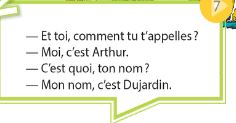 7
— Et toi, comment tu t'appelles ?
— Moi, c'est Arthur.
— C'est quoi, ton nom ?
— Mon nom, c'est Dujardin.